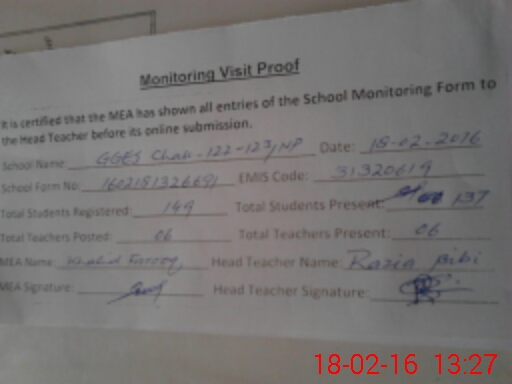 Monitoring Visit Proof
It is certified that the MEA has shown all entries of the School Monitoring Form to
the Head Teacher before its online submission.
School Name: GGES Chak-122-123/NP Date: 18-02-2016
School Form No: EMIS Code: 31320619
Total Students Registered: 149 Total Students Present: 137
Total Teachers Posted: 06 Total Teachers Present: 06
MEA Name: Khalid Farooq Head Teacher Name: Razia Bibi
MEA Signature: Head Teacher Signature:
18-02-16 13:27